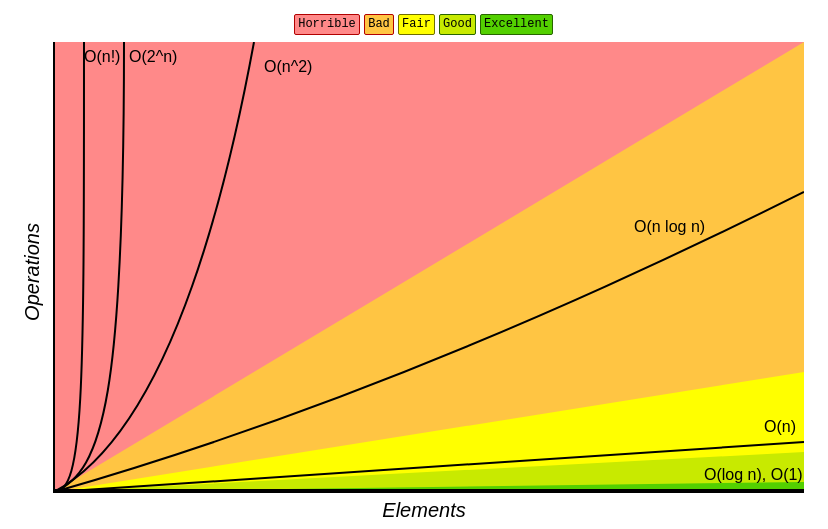 Horrible Bad Fair Good Excellent
O(n!) O(2^n)
O(n^2)
O(n log n)
O(n)
O(log n), O(1)
Operations
Elements